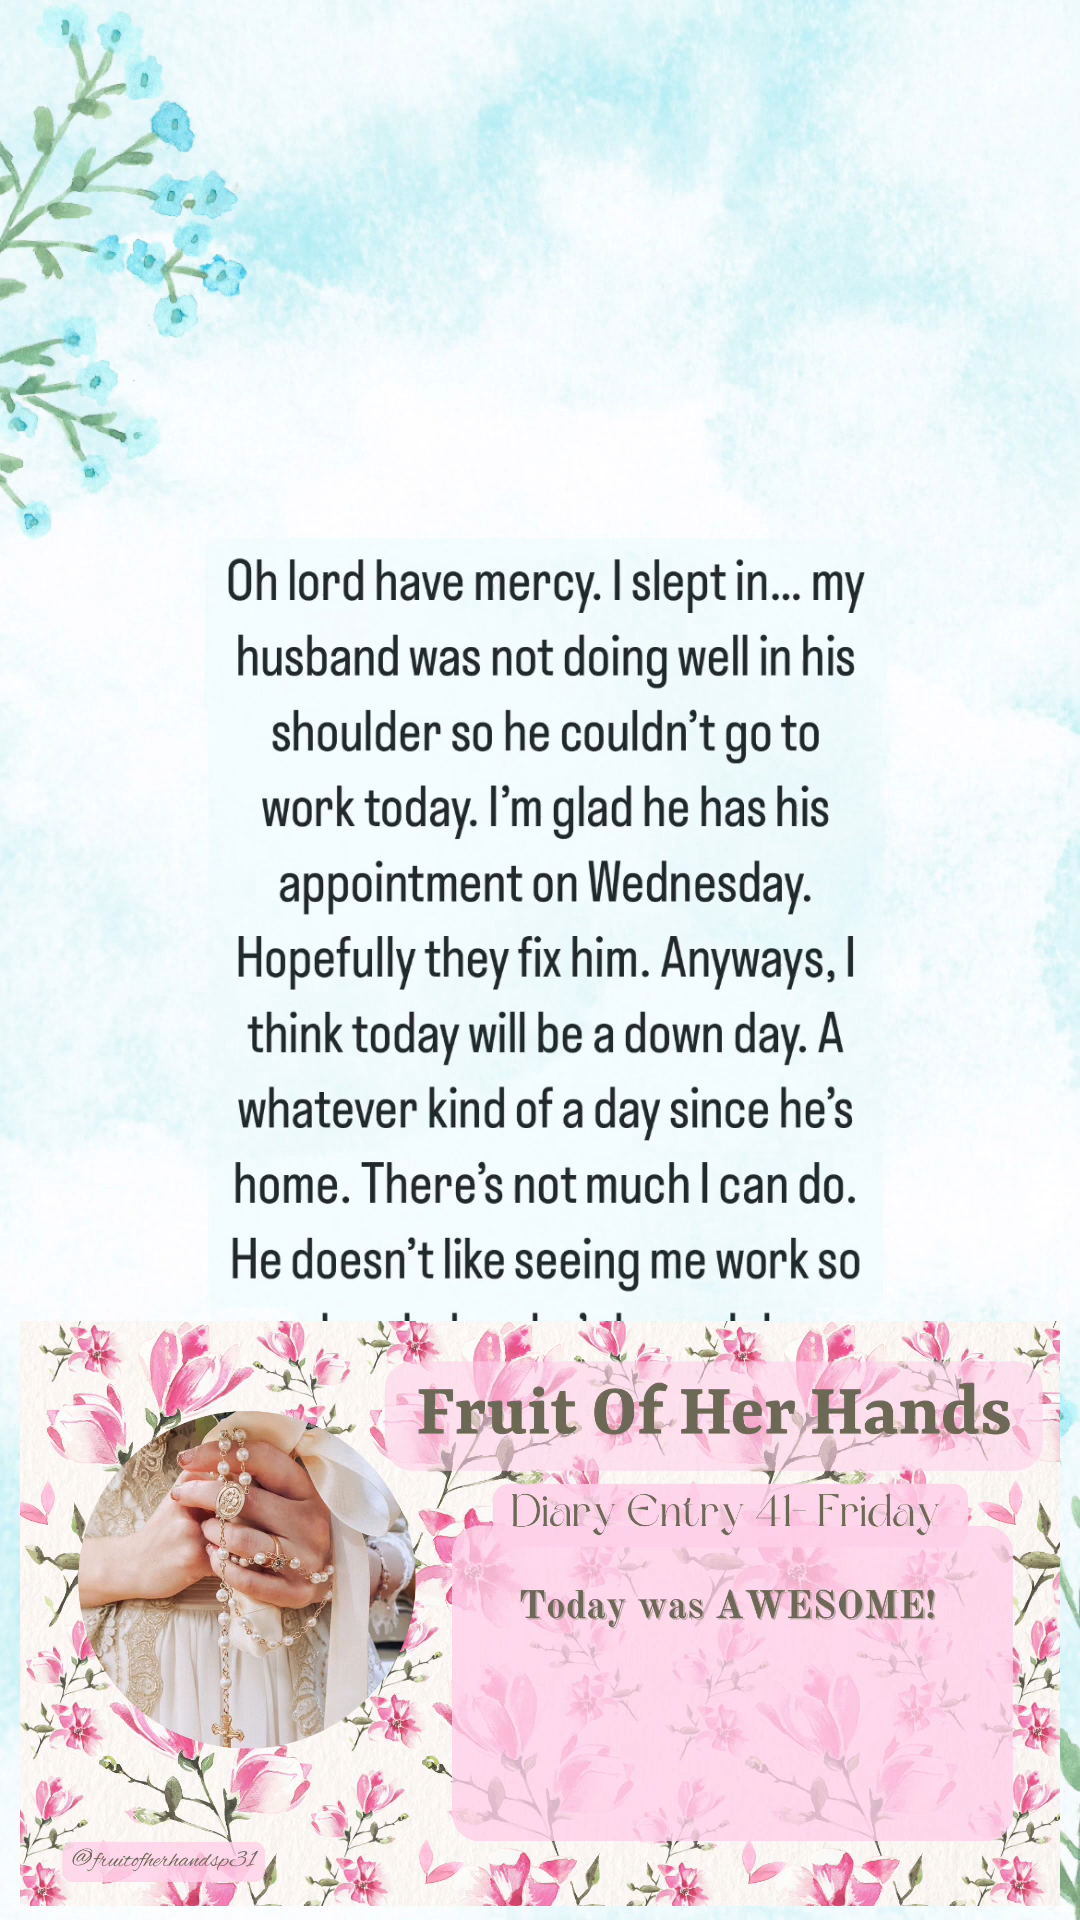 Oh lord have mercy. I slept in... my
husband was not doing well in his
shoulder so he couldn’t go to
work today. I’m glad he has his
appointment on Wednesday.
Hopefully they fix him. Anyways, I
think today will be a down day. A
whatever kind of a day since he’s
home. There’s not much I can do.
He doesn’t like seeing me work so
Fruit Of Her Hands
Diary Entry 41- Friday
Today was AWESOME!
@fruitofherhandsp31